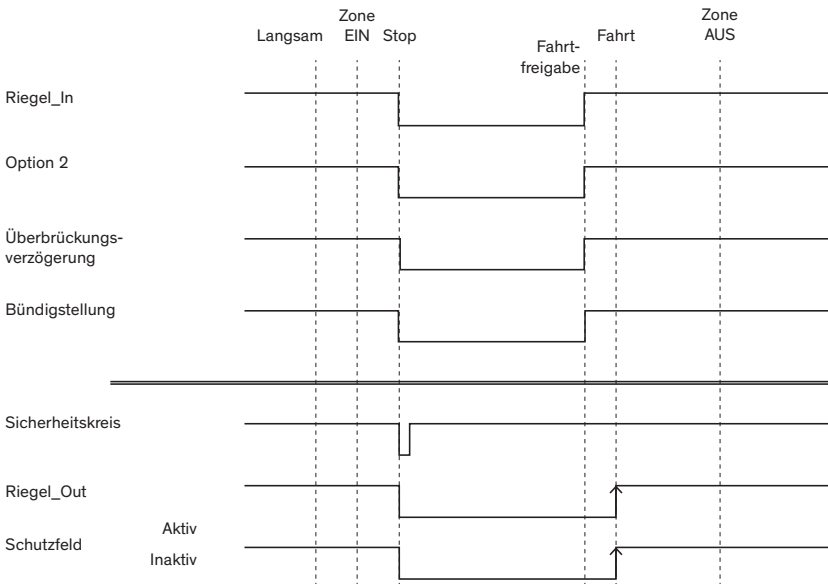 Zone
Zone
Langsam EIN Stop
Fahrt-
freigabe
Fahrt
AUS
Riegel_In
Option 2
Überbrückungs-
verzögerung
Bündigstellung
Sicherheitskreis
Riegel_Out
Aktiv
Schutzfeld
Inaktiv